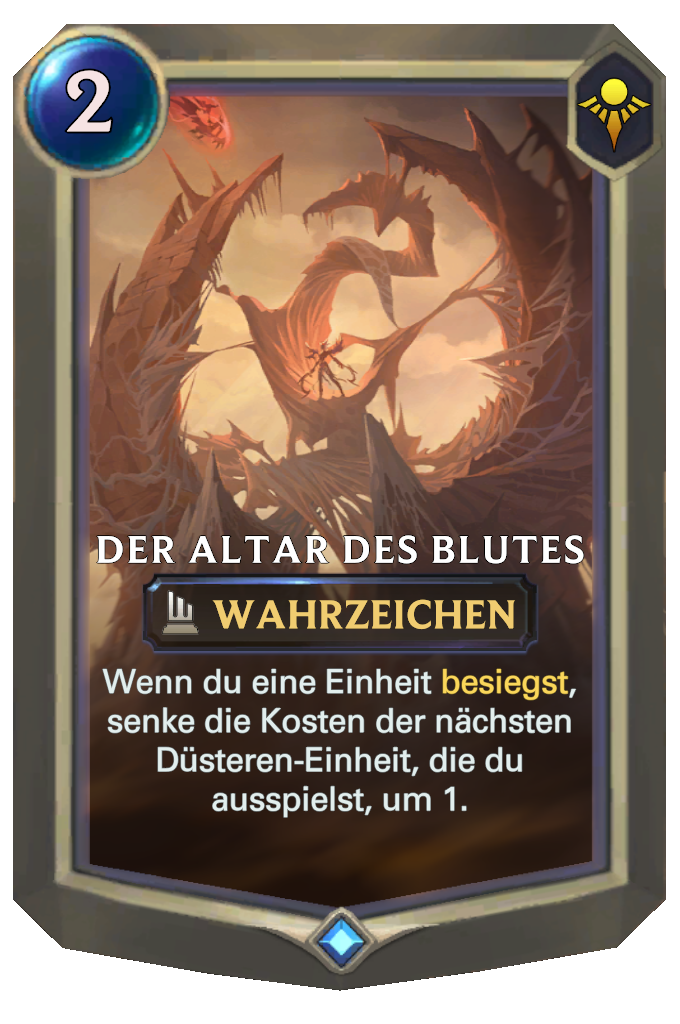 2
DER ALTAR DES BLUTES
WAHRZEICHEN
Wenn du eine Einheit besiegst,
senke die Kosten der nächsten
Düsteren-Einheit, die du
ausspielst, um 1.